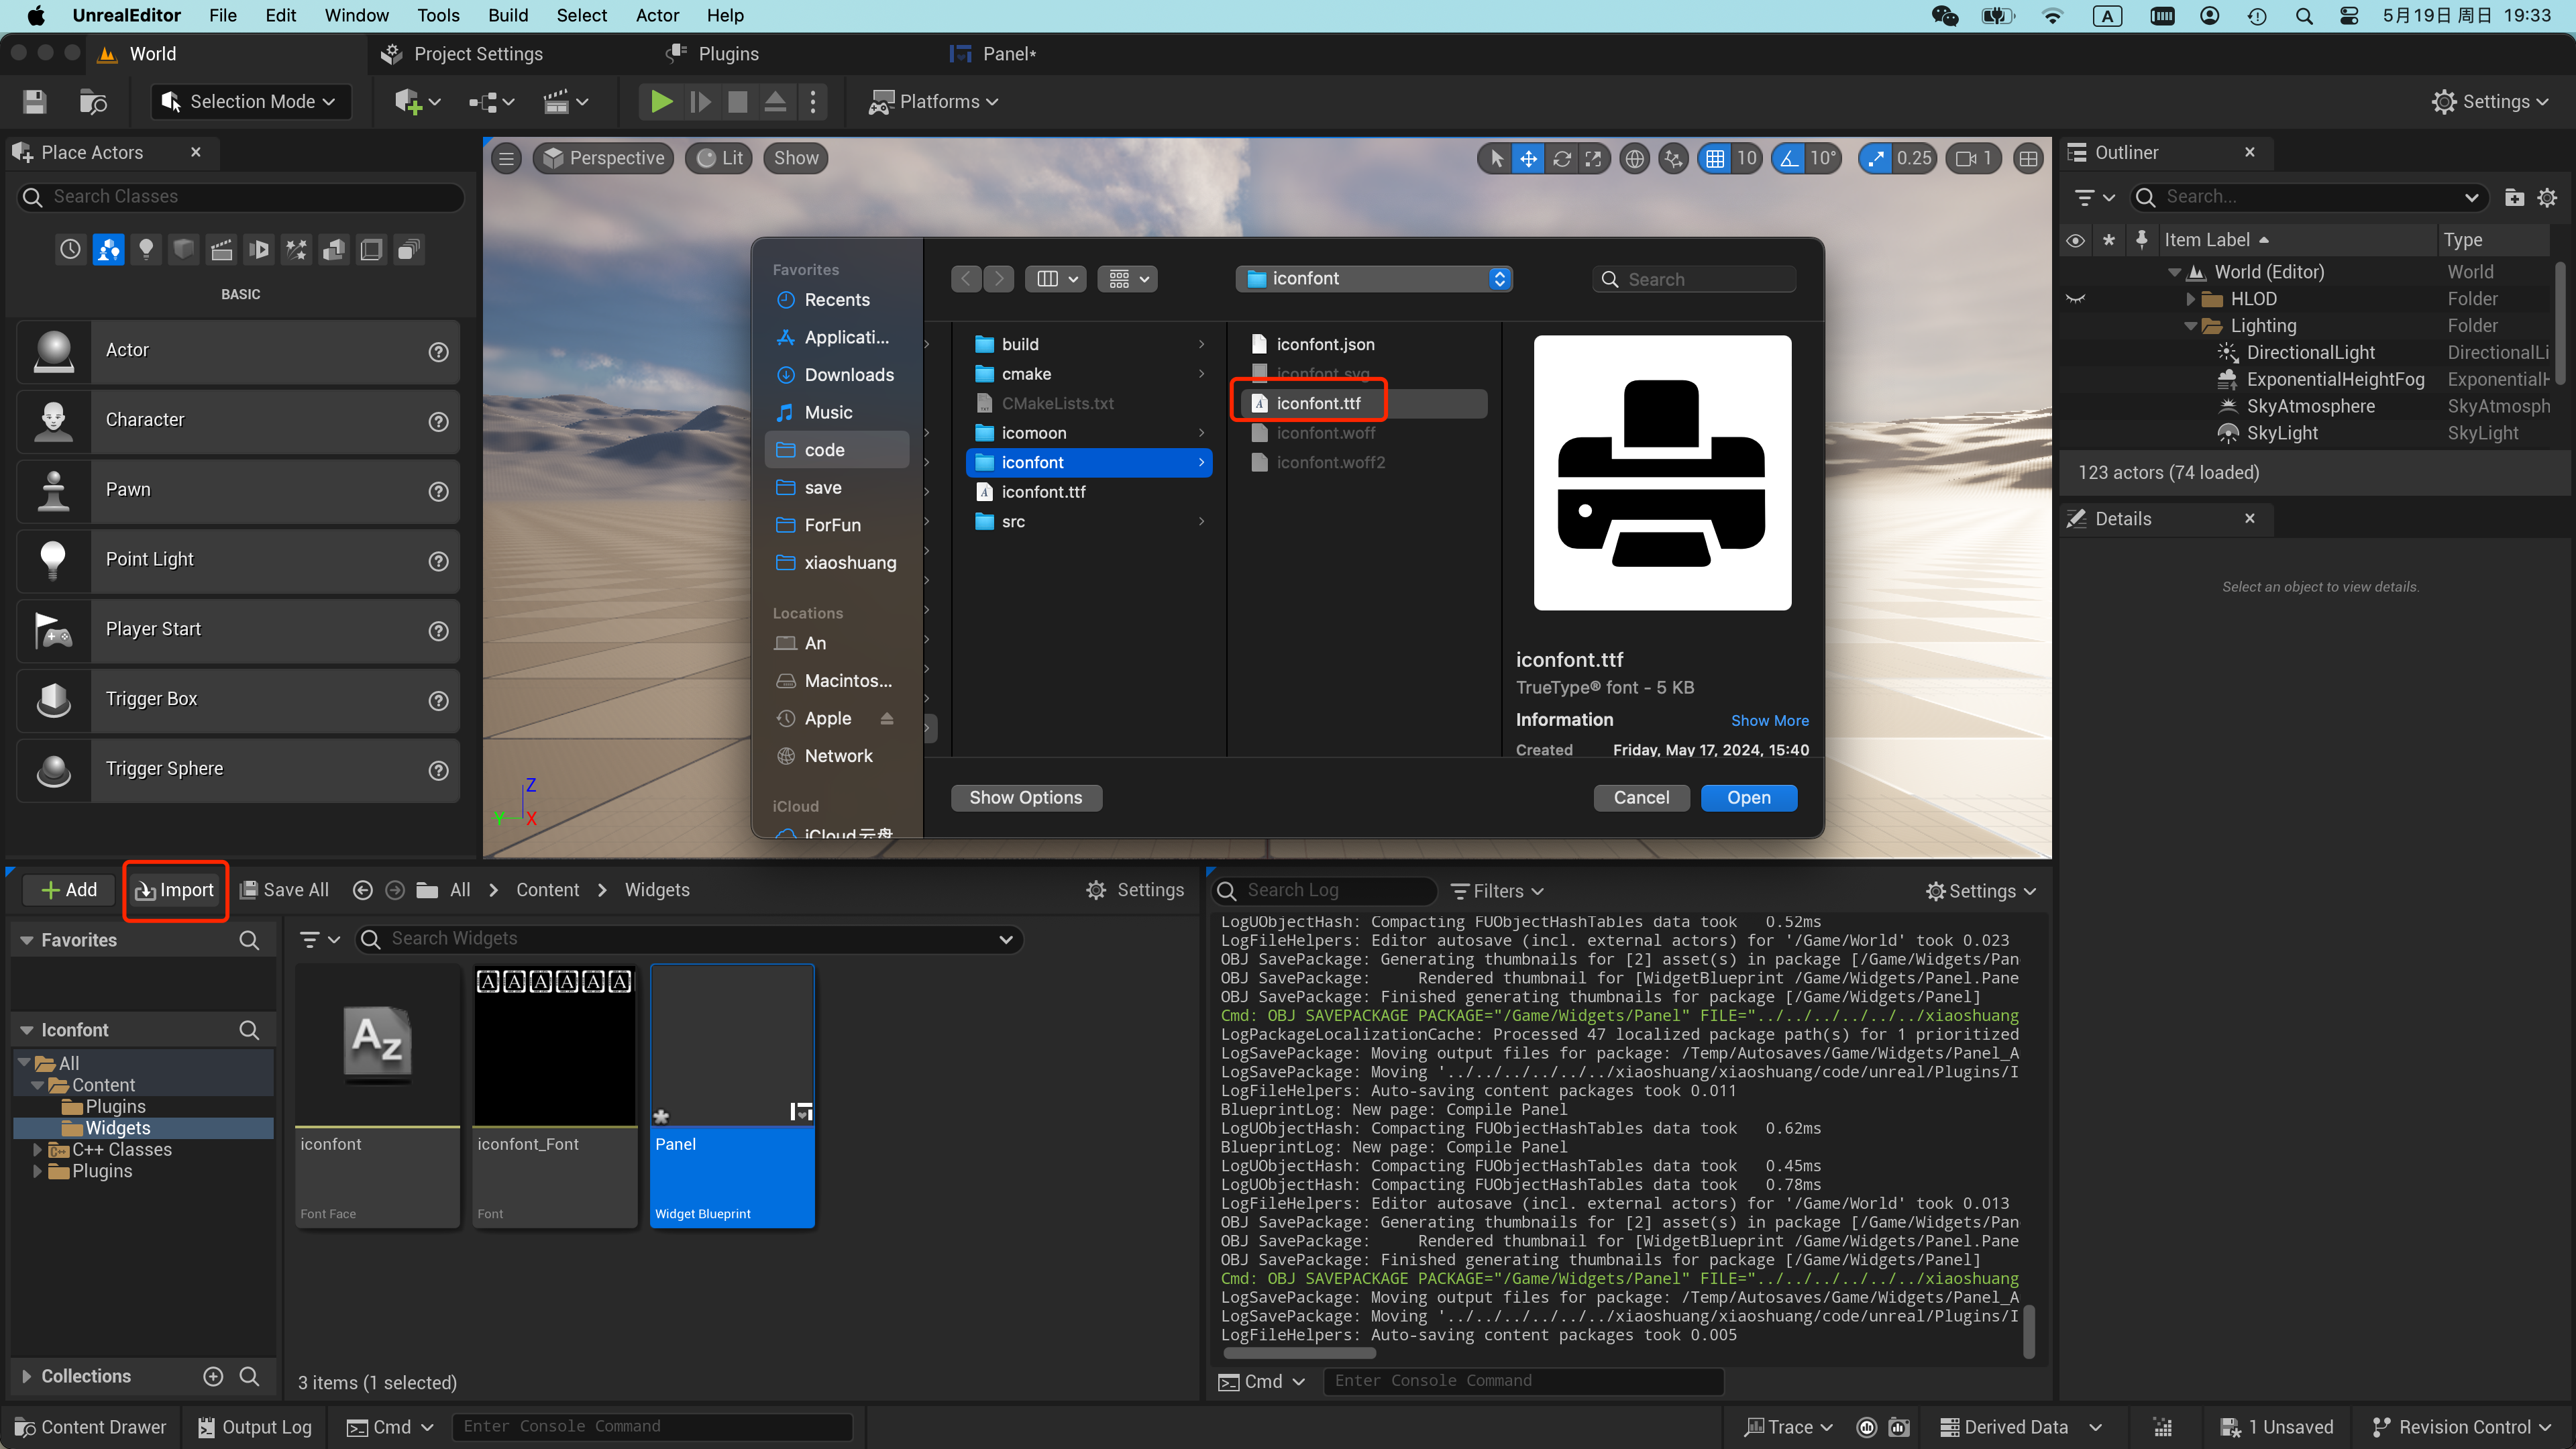 UnrealEditor File Edit Window Tools Build Select Actor Help
A 5月19日 周日 19:33
World Project Settings Plugins Panel*
Selection Mode Platforms Settings
Place Actors
Search Classes
BASIC
Actor
Character
Pawn
Point Light
Player Start
Trigger Box
Trigger Sphere
Perspective Lit Show 10 10° 0.25 1
Z
Y X
Favorites
Recents
Applicati...
Downloads
Music
code
save
ForFun
xiaoshuang
Locations
An
Macintos...
Apple
Network
iCloud
iCloud云盘
iconfont
Search
build
cmake
CMakeLists.txt
icomoon
iconfont
iconfont.ttf
src
iconfont.json
iconfont.svg
iconfont.ttf
iconfont.woff
iconfont.woff2
iconfont.ttf
TrueType® font - 5 KB
Information Show More
Created Friday, May 17, 2024, 15:40
Show Options Cancel Open
Outliner
Search...
Item Label Type
World (Editor) World
HLOD Folder
Lighting Folder
DirectionalLight DirectionalLi
ExponentialHeightFog ExponentialH
SkyAtmosphere SkyAtmosph
SkyLight SkyLight
123 actors (74 loaded)
Details
Select an object to view details.
Add Import Save All All Content Widgets Settings
Favorites
Iconfont
All
Content
Plugins
Widgets
C++ Classes
Plugins
Collections
Search Widgets
AZ
AAAAAA
iconfont
Font Face
iconfont_Font
Font
Panel
Widget Blueprint
3 items (1 selected)
Search Log Filters Settings
LogUObjectHash: Compacting FUObjectHashTables data took 0.52ms
LogFileHelpers: Editor autosave (incl. external actors) for '/Game/World' took 0.023
OBJ SavePackage: Generating thumbnails for [2] asset(s) in package [/Game/Widgets/Pan
OBJ SavePackage: Rendered thumbnail for [WidgetBlueprint /Game/Widgets/Panel.Pane
OBJ SavePackage: Finished generating thumbnails for package [/Game/Widgets/Panel]
Cmd: OBJ SAVEPACKAGE PACKAGE="/Game/Widgets/Panel" FILE="../../../../../../xiaoshuang
LogPackageLocalizationCache: Processed 47 localized package path(s) for 1 prioritized
LogSavePackage: Moving output files for package: /Temp/Autosaves/Game/Widgets/Panel_A
LogSavePackage: Moving '../../../../../../xiaoshuang/xiaoshuang/code/unreal/Plugins/I
LogFileHelpers: Auto-saving content packages took 0.011
BlueprintLog: New page: Compile Panel
LogUObjectHash: Compacting FUObjectHashTables data took 0.62ms
BlueprintLog: New page: Compile Panel
LogUObjectHash: Compacting FUObjectHashTables data took 0.45ms
LogUObjectHash: Compacting FUObjectHashTables data took 0.78ms
LogFileHelpers: Editor autosave (incl. external actors) for '/Game/World' took 0.013
OBJ SavePackage: Generating thumbnails for [2] asset(s) in package [/Game/Widgets/Pan
OBJ SavePackage: Rendered thumbnail for [WidgetBlueprint /Game/Widgets/Panel.Pane
OBJ SavePackage: Finished generating thumbnails for package [/Game/Widgets/Panel]
Cmd: OBJ SAVEPACKAGE PACKAGE="/Game/Widgets/Panel" FILE="../../../../../../xiaoshuang
LogSavePackage: Moving output files for package: /Temp/Autosaves/Game/Widgets/Panel_A
LogSavePackage: Moving '../../../../../../xiaoshuang/xiaoshuang/code/unreal/Plugins/I
LogFileHelpers: Auto-saving content packages took 0.005
Cmd Enter Console Command
Content Drawer Output Log Cmd Enter Console Command Trace Derived Data 1 Unsaved Revision Control